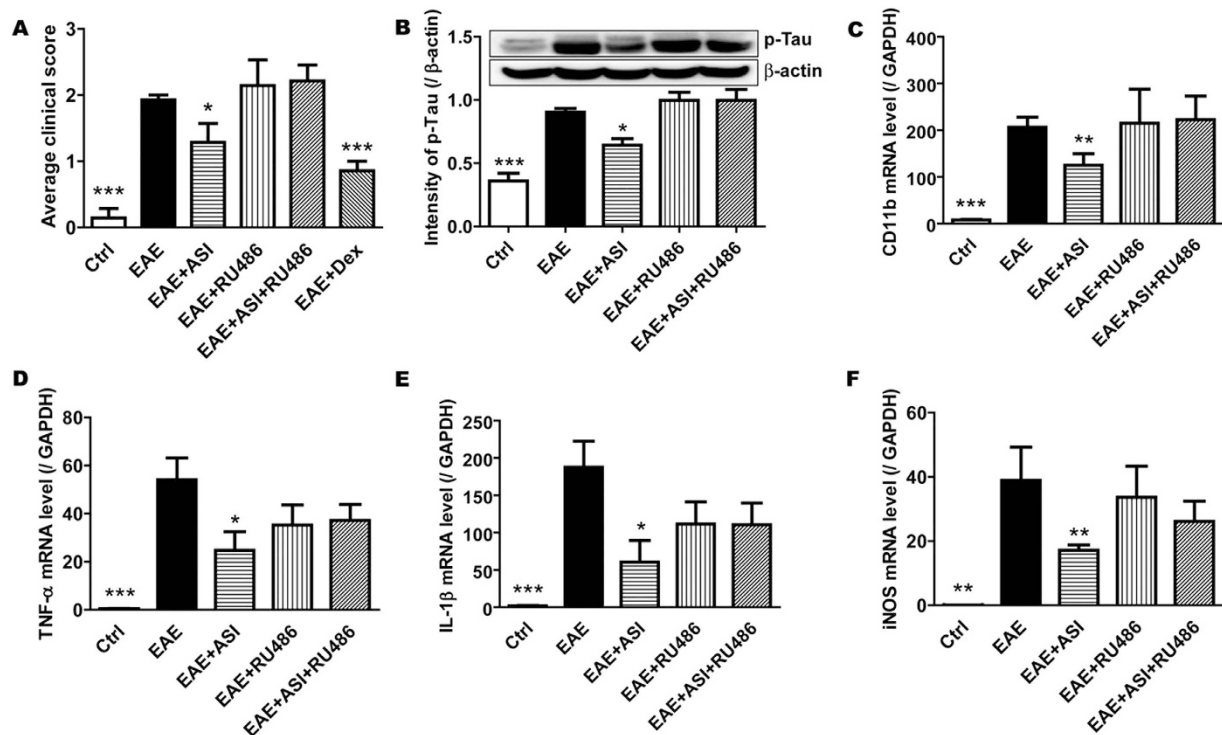 A
Average clinical score
3
2
1
0
***
*
***
Ctrl
EAE
EAE+ASI
EAE+RU486
EAE+ASI+RU486
EAE+Dex
B
Intensity of p-Tau (/ β-actin)
1.5
1.0
0.5
0.0
p-Tau
β-actin
***
*
Ctrl
EAE
EAE+ASI
EAE+RU486
EAE+ASI+RU486
C
CD11b mRNA level (/ GAPDH)
400
300
200
100
0
***
**
Ctrl
EAE
EAE+ASI
EAE+RU486
EAE+ASI+RU486
D
TNF-α mRNA level (/ GAPDH)
80
60
40
20
0
***
*
Ctrl
EAE
EAE+ASI
EAE+RU486
EAE+ASI+RU486
E
IL-1β mRNA level (/ GAPDH)
250
200
150
100
50
0
***
*
Ctrl
EAE
EAE+ASI
EAE+RU486
EAE+ASI+RU486
F
iNOS mRNA level (/ GAPDH)
60
40
20
0
**
**
Ctrl
EAE
EAE+ASI
EAE+RU486
EAE+ASI+RU486